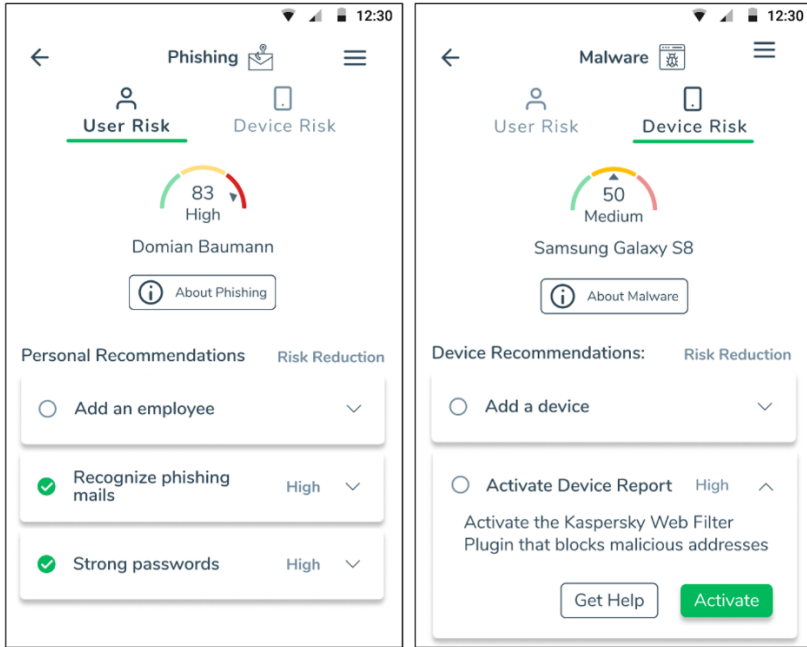 12:30
Phishing
User Risk Device Risk
83
High
Domian Baumann
About Phishing
Personal Recommendations Risk Reduction
Add an employee
Recognize phishing
mails High
Strong passwords High
12:30
Malware
User Risk Device Risk
50
Medium
Samsung Galaxy S8
About Malware
Device Recommendations: Risk Reduction
Add a device
Activate Device Report High
Activate the Kaspersky Web Filter
Plugin that blocks malicious addresses
Get Help Activate